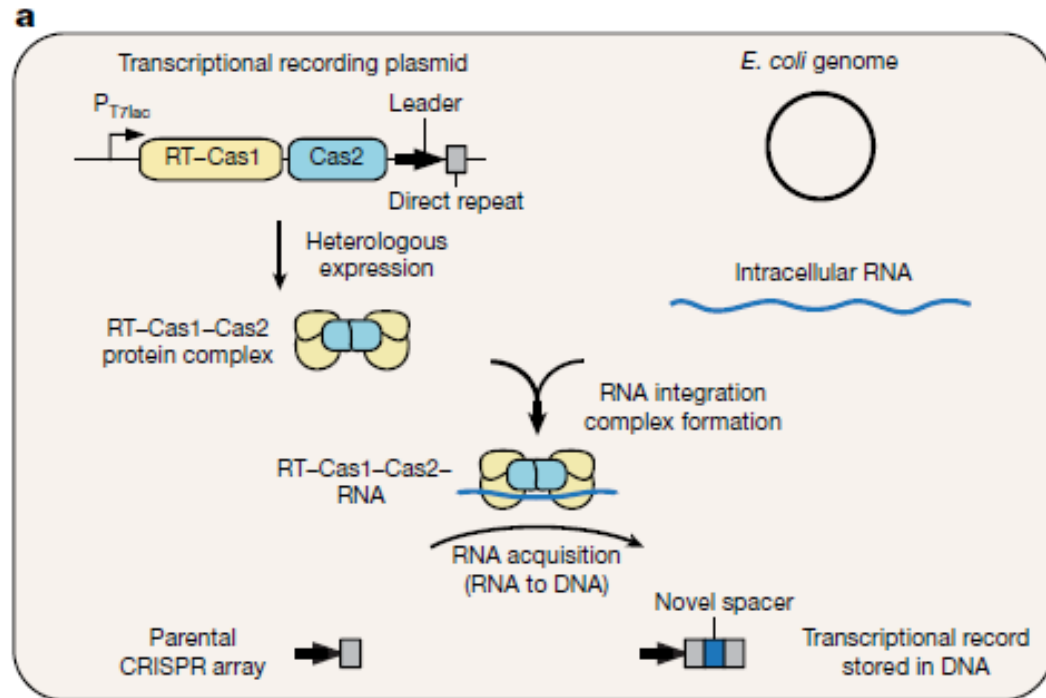 a
Transcriptional recording plasmid
E. coli genome
PT7lac
Leader
RT–Cas1
Cas2
Direct repeat
Heterologous
expression
Intracellular RNA
RT–Cas1–Cas2
protein complex
RNA integration
complex formation
RT–Cas1–Cas2–
RNA
RNA acquisition
(RNA to DNA)
Novel spacer
Parental
CRISPR array
Transcriptional record
stored in DNA